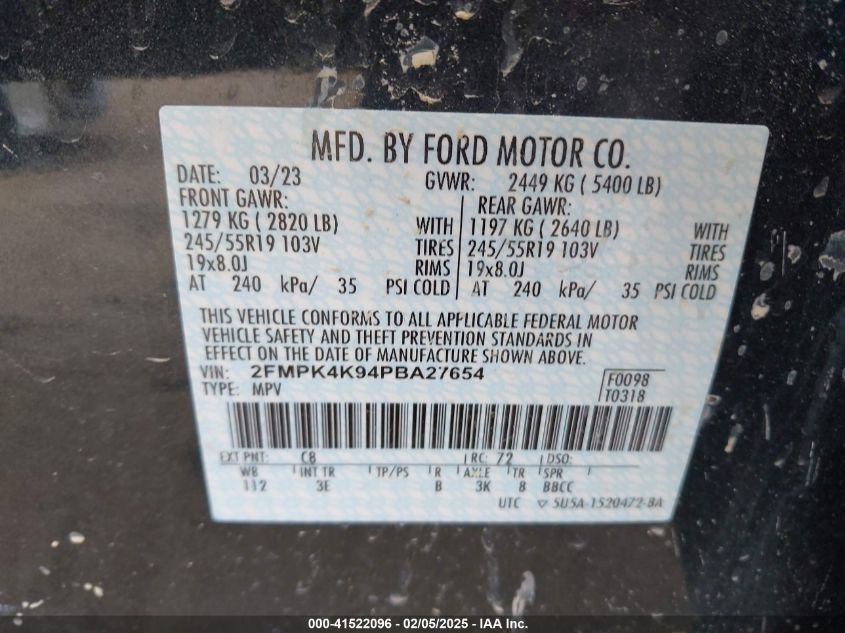 MFD. BY FORD MOTOR CO.
DATE: 03/23 GVWR: 2449 KG ( 5400 LB)
FRONT GAWR: REAR GAWR:
1279 KG ( 2820 LB) WITH 1197 KG ( 2640 LB) WITH
245/55R19 103V TIRES 245/55R19 103V TIRES
19x8.0J RIMS 19x8.0J RIMS
AT 240 kPa/ 35 PSI COLD AT 240 kPa/ 35 PSI COLD
THIS VEHICLE CONFORMS TO ALL APPLICABLE FEDERAL MOTOR
VEHICLE SAFETY AND THEFT PREVENTION STANDARDS IN
EFFECT ON THE DATE OF MANUFACTURE SHOWN ABOVE.
VIN: 2FMPK4K94PBA27654 F0098
TYPE: MPV T0318
EXT PNT: C8 RC: 72 DSO:
WB INT TR TP/PS R AXLE TR SPR
112 3E B 3K 8 BBCC
UTC ▽ 5U5A-1520472-BA
000-41522096 - 02/05/2025 - IAA Inc.